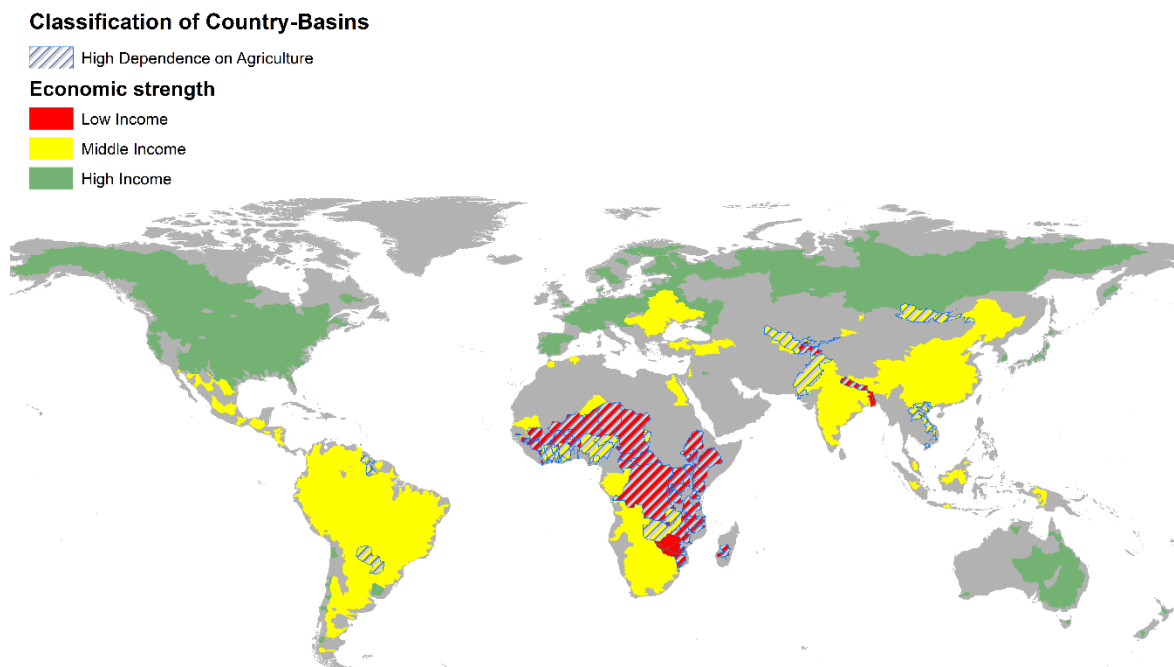 Classification of Country-Basins
High Dependence on Agriculture
Economic strength
Low Income
Middle Income
High Income